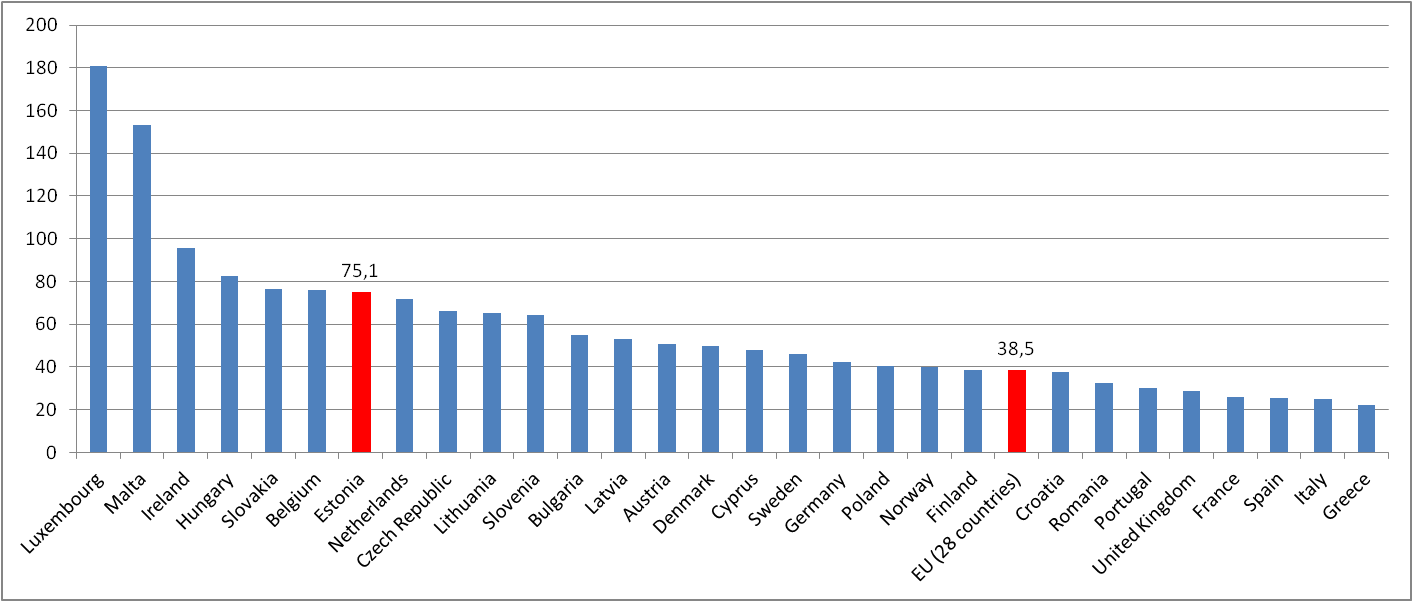 200
180
160
140
120
100
80
60
40
20
0
75,1
38,5
Luxembourg
Malta
Ireland
Hungary
Slovakia
Belgium
Estonia
Netherlands
Czech Republic
Lithuania
Slovenia
Bulgaria
Latvia
Austria
Denmark
Cyprus
Sweden
Germany
Poland
Norway
Finland
EU (28 countries)
Croatia
Romania
Portugal
United Kingdom
France
Spain
Italy
Greece